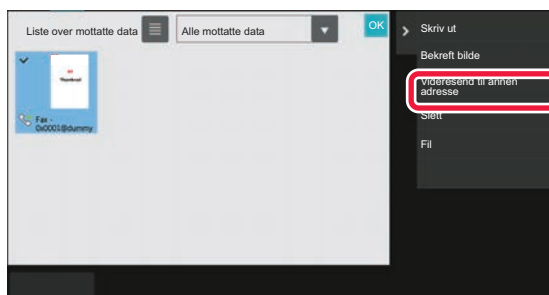 Liste over mottatte data
Alle mottatte data
OK
Fax -
0x0001@dummy
Skriv ut
Bekreft bilde
Videresend til annen
adresse
Slett
Fil